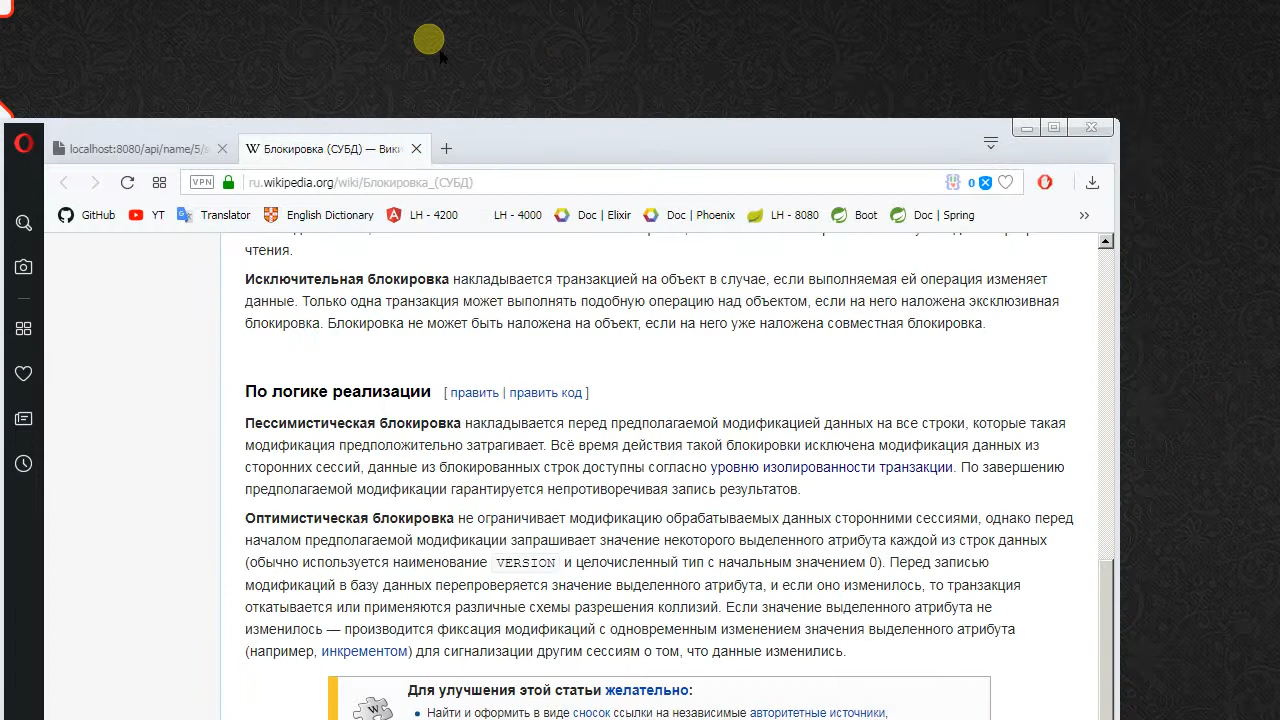 localhost:8080/api/name/5/
Блокировка (СУБД) — Вики
VPN
ru.wikipedia.org/wiki/Блокировка_(СУБД)
0
GitHub
YT
Translator
English Dictionary
LH - 4200
LH - 4000
Doc | Elixir
Doc | Phoenix
LH - 8080
Boot
Doc | Spring
»
чтения.
Исключительная блокировка накладывается транзакцией на объект в случае, если выполняемая ей операция изменяет
данные. Только одна транзакция может выполнять подобную операцию над объектом, если на него наложена эксклюзивная
блокировка. Блокировка не может быть наложена на объект, если на него уже наложена совместная блокировка.
По логике реализации [ править | править код ]
Пессимистическая блокировка накладывается перед предполагаемой модификацией данных на все строки, которые такая
модификация предположительно затрагивает. Всё время действия такой блокировки исключена модификация данных из
сторонних сессий, данные из блокированных строк доступны согласно уровню изолированности транзакции. По завершению
предполагаемой модификации гарантируется непротиворечивая запись результатов.
Оптимистическая блокировка не ограничивает модификацию обрабатываемых данных сторонними сессиями, однако перед
началом предполагаемой модификации запрашивает значение некоторого выделенного атрибута каждой из строк данных
(обычно используется наименование VERSION и целочисленный тип с начальным значением 0). Перед записью
модификаций в базу данных перепроверяется значение выделенного атрибута, и если оно изменилось, то транзакция
откатывается или применяются различные схемы разрешения коллизий. Если значение выделенного атрибута не
изменилось — производится фиксация модификаций с одновременным изменением значения выделенного атрибута
(например, инкрементом) для сигнализации другим сессиям о том, что данные изменились.
W
Для улучшения этой статьи желательно:
Найти и оформить в виде сносок ссылки на независимые авторитетные источники,